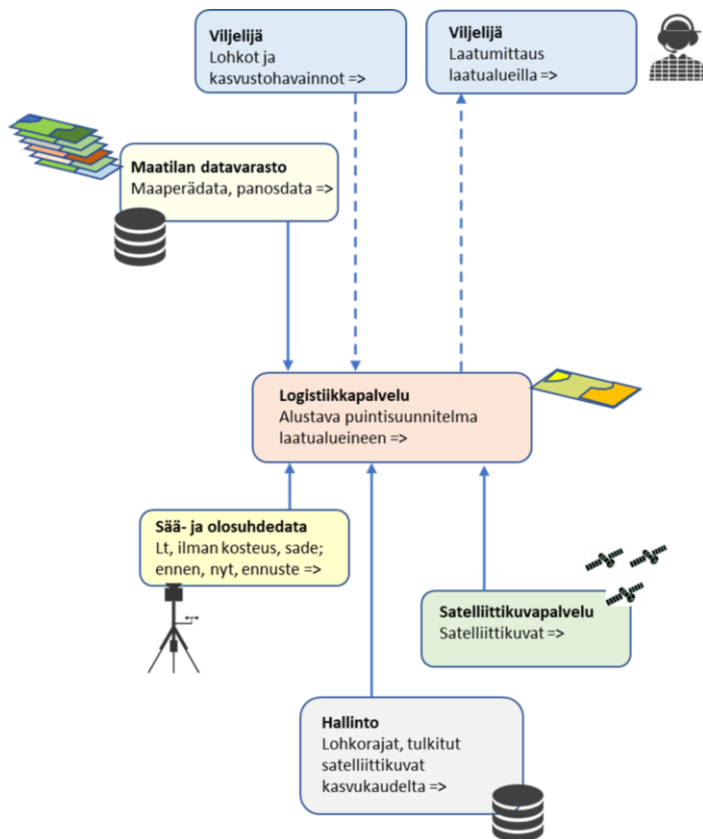 Viljelijä
Lohkot ja
kasvustohavainnot =>
Viljelijä
Laatumittaus
laatualueilla =>
Maatilan datavarasto
Maaperädata, panosdata =>
Logistiikkapalvelu
Alustava puintisuunnitelma
laatualueineen =>
Sää- ja olosuhdedata
Lt, ilman kosteus, sade;
ennen, nyt, ennuste =>
Satelliittikuvapalvelu
Satelliittikuvat =>
Hallinto
Lohkorajat, tulkitut
satelliittikuvat
kasvukaudelta =>